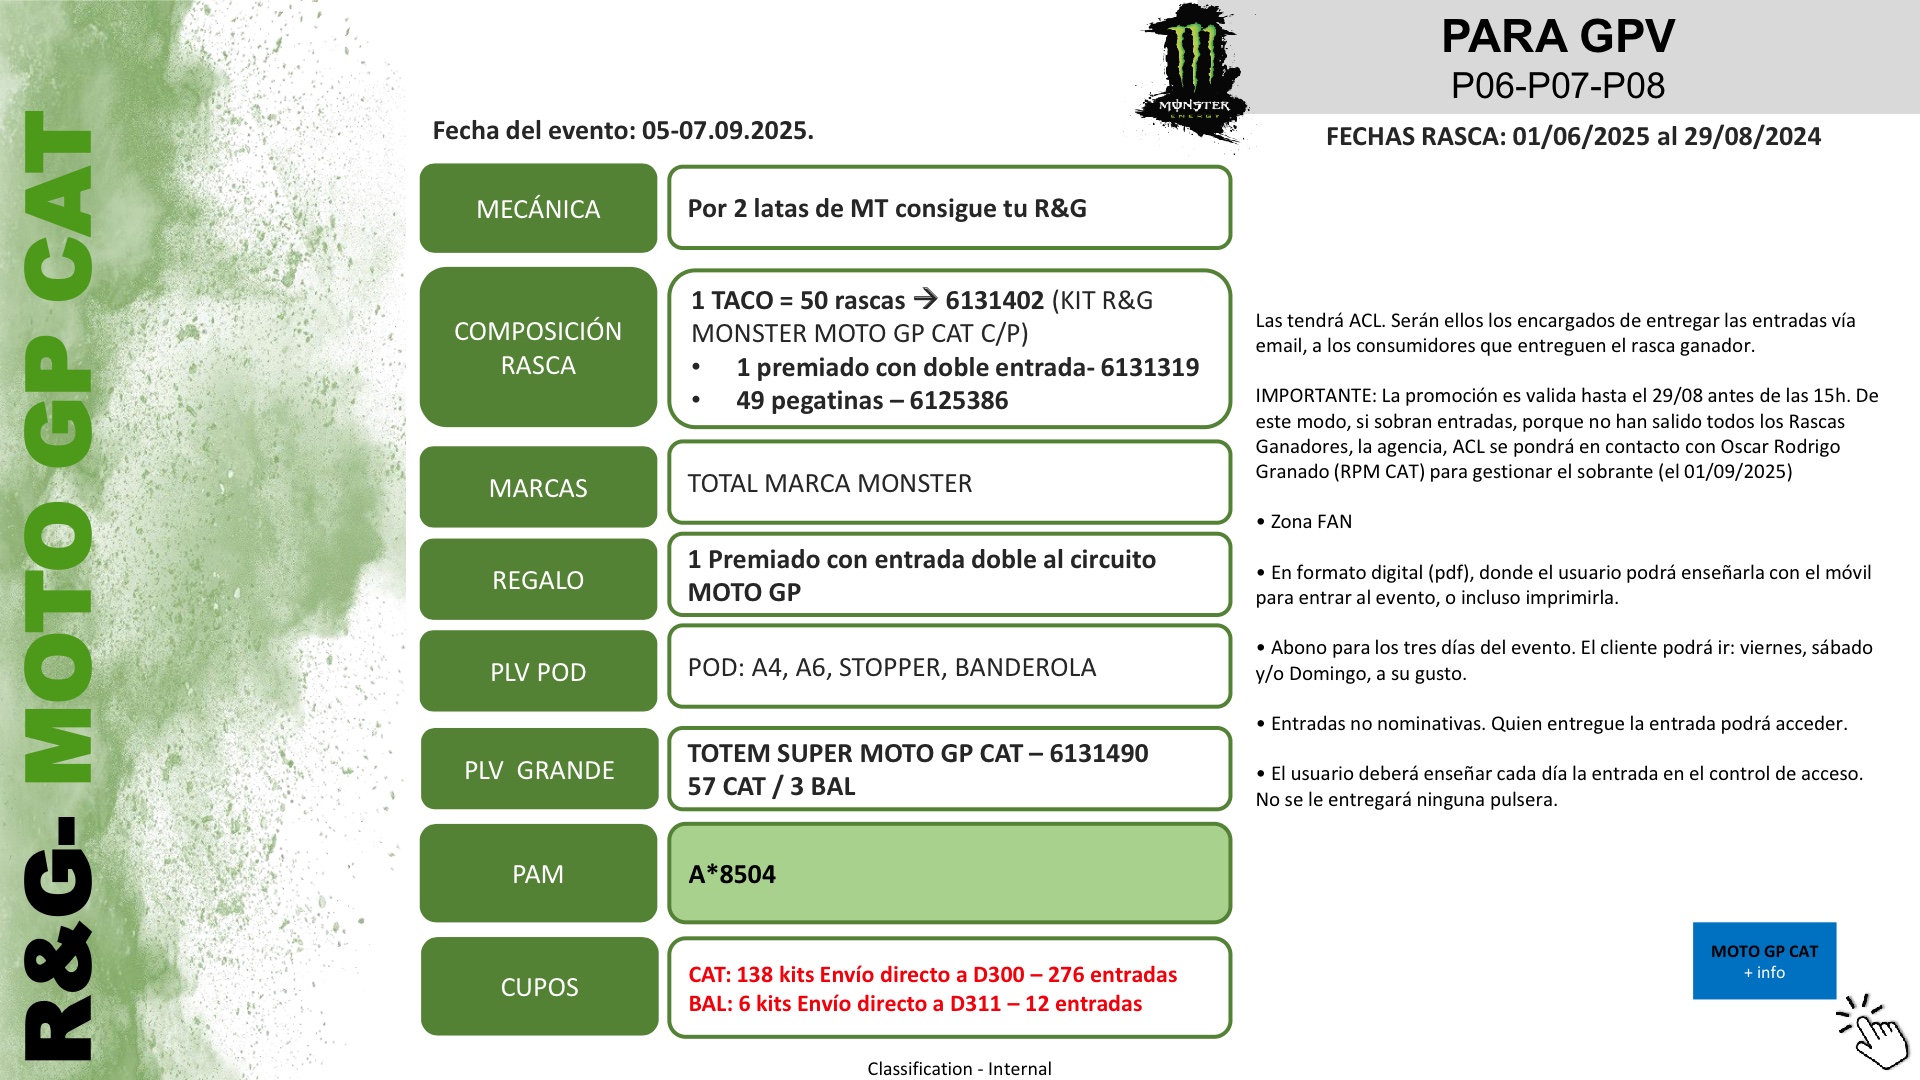 R&G- MOTO GP CAT
MONSTER
ENERGY
PARA GPV
P06-P07-P08
Fecha del evento: 05-07.09.2025.
FECHAS RASCA: 01/06/2025 al 29/08/2024
MECÁNICA
Por 2 latas de MT consigue tu R&G
COMPOSICIÓN
RASCA
1 TACO = 50 rascas → 6131402 (KIT R&G
MONSTER MOTO GP CAT C/P)
• 1 premiado con doble entrada- 6131319
• 49 pegatinas – 6125386
MARCAS
TOTAL MARCA MONSTER
REGALO
1 Premiado con entrada doble al circuito
MOTO GP
PLV POD
POD: A4, A6, STOPPER, BANDEROLA
PLV GRANDE
TOTEM SUPER MOTO GP CAT – 6131490
57 CAT / 3 BAL
PAM
A*8504
CUPOS
CAT: 138 kits Envío directo a D300 – 276 entradas
BAL: 6 kits Envío directo a D311 – 12 entradas
Las tendrá ACL. Serán ellos los encargados de entregar las entradas vía
email, a los consumidores que entreguen el rasca ganador.
IMPORTANTE: La promoción es valida hasta el 29/08 antes de las 15h. De
este modo, si sobran entradas, porque no han salido todos los Rascas
Ganadores, la agencia, ACL se pondrá en contacto con Oscar Rodrigo
Granado (RPM CAT) para gestionar el sobrante (el 01/09/2025)
• Zona FAN
• En formato digital (pdf), donde el usuario podrá enseñarla con el móvil
para entrar al evento, o incluso imprimirla.
• Abono para los tres días del evento. El cliente podrá ir: viernes, sábado
y/o Domingo, a su gusto.
• Entradas no nominativas. Quien entregue la entrada podrá acceder.
• El usuario deberá enseñar cada día la entrada en el control de acceso.
No se le entregará ninguna pulsera.
MOTO GP CAT
+ info
Classification - Internal